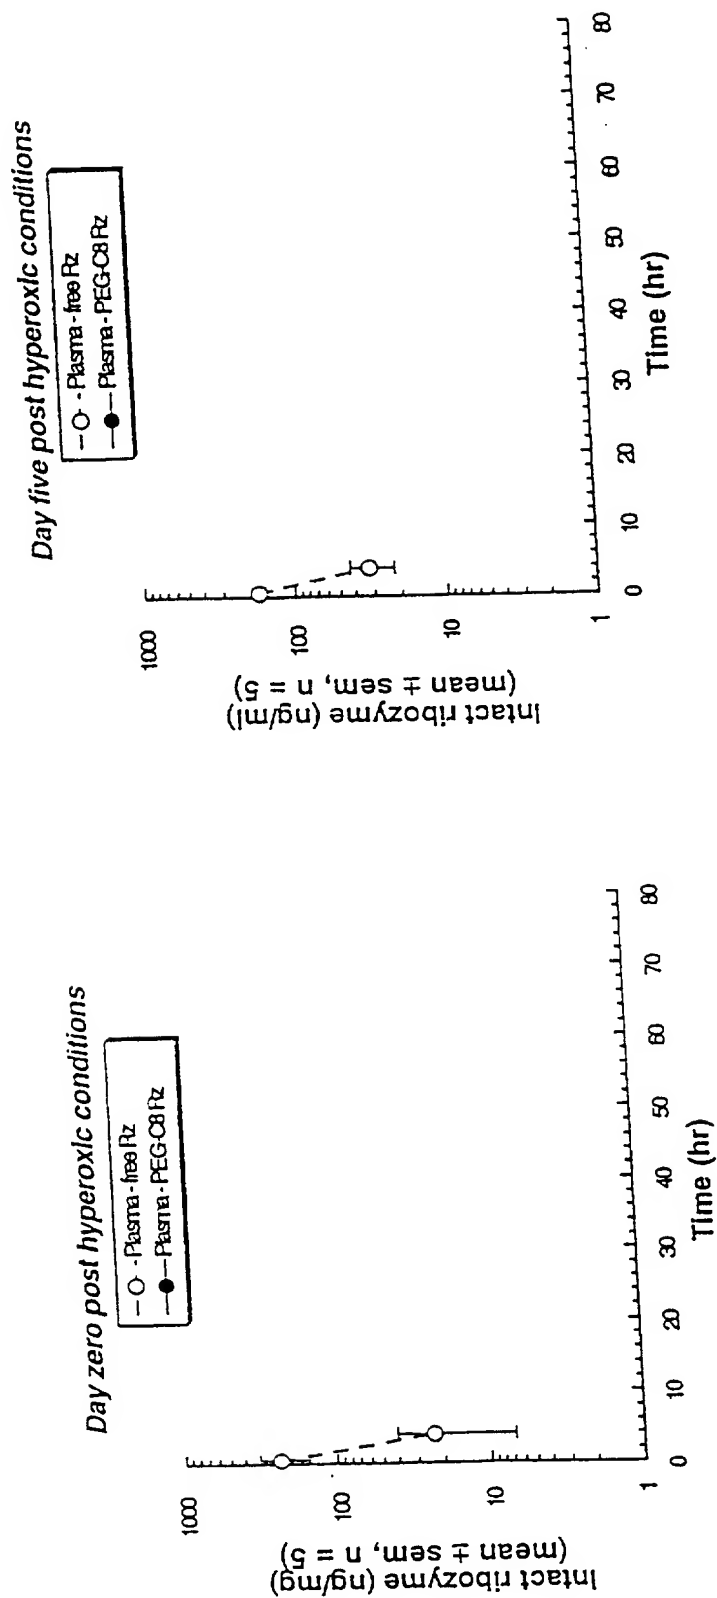 Day zero post hyperoxic conditions
- O - Plasma - free Rz
—●— Plasma - PEG-C8 Rz
Intact ribozyme (ng/mg)
(mean ± sem, n = 5)
1000
100
10
1
0 10 20 30 40 50 60 70 80
Time (hr)
Day five post hyperoxic conditions
- O - Plasma - free Rz
—●— Plasma - PEG-C8 Rz
Intact ribozyme (ng/ml)
(mean ± sem, n = 5)
1000
100
10
1
0 10 20 30 40 50 60 70 80
Time (hr)